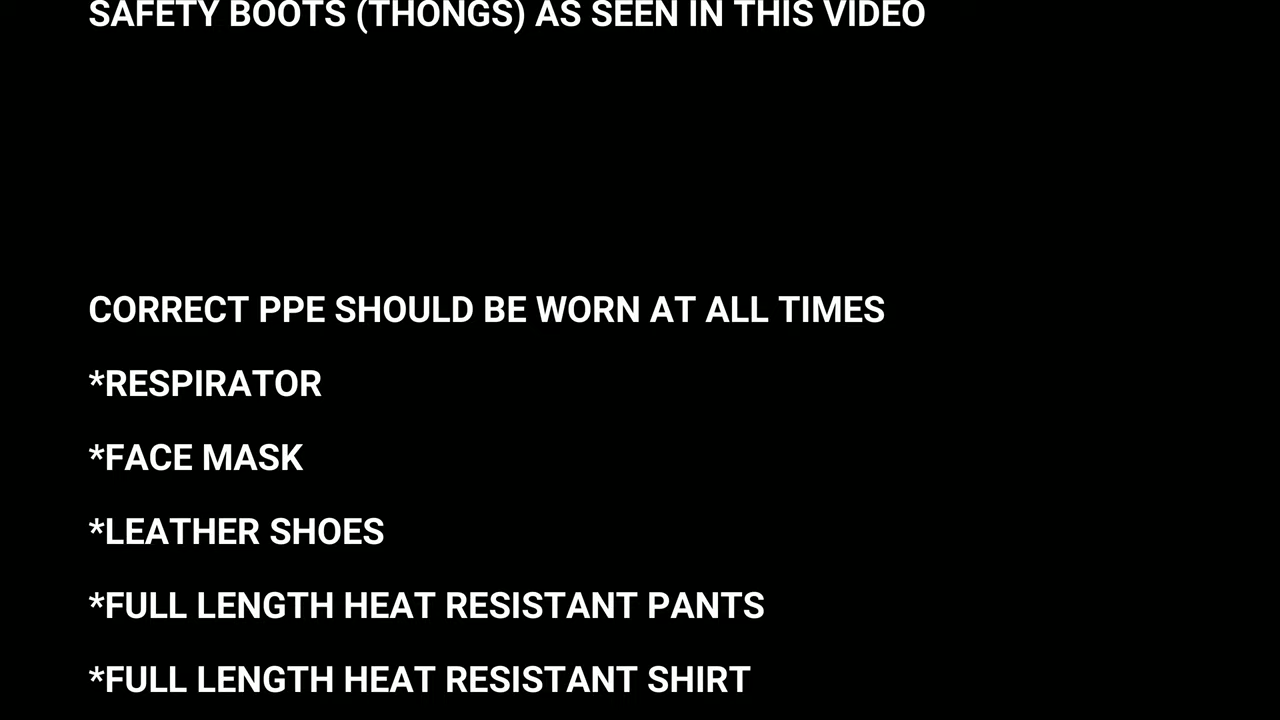 SAFETY BOOTS (THONGS) AS SEEN IN THIS VIDEO
CORRECT PPE SHOULD BE WORN AT ALL TIMES
*RESPIRATOR
*FACE MASK
*LEATHER SHOES
*FULL LENGTH HEAT RESISTANT PANTS
*FULL LENGTH HEAT RESISTANT SHIRT